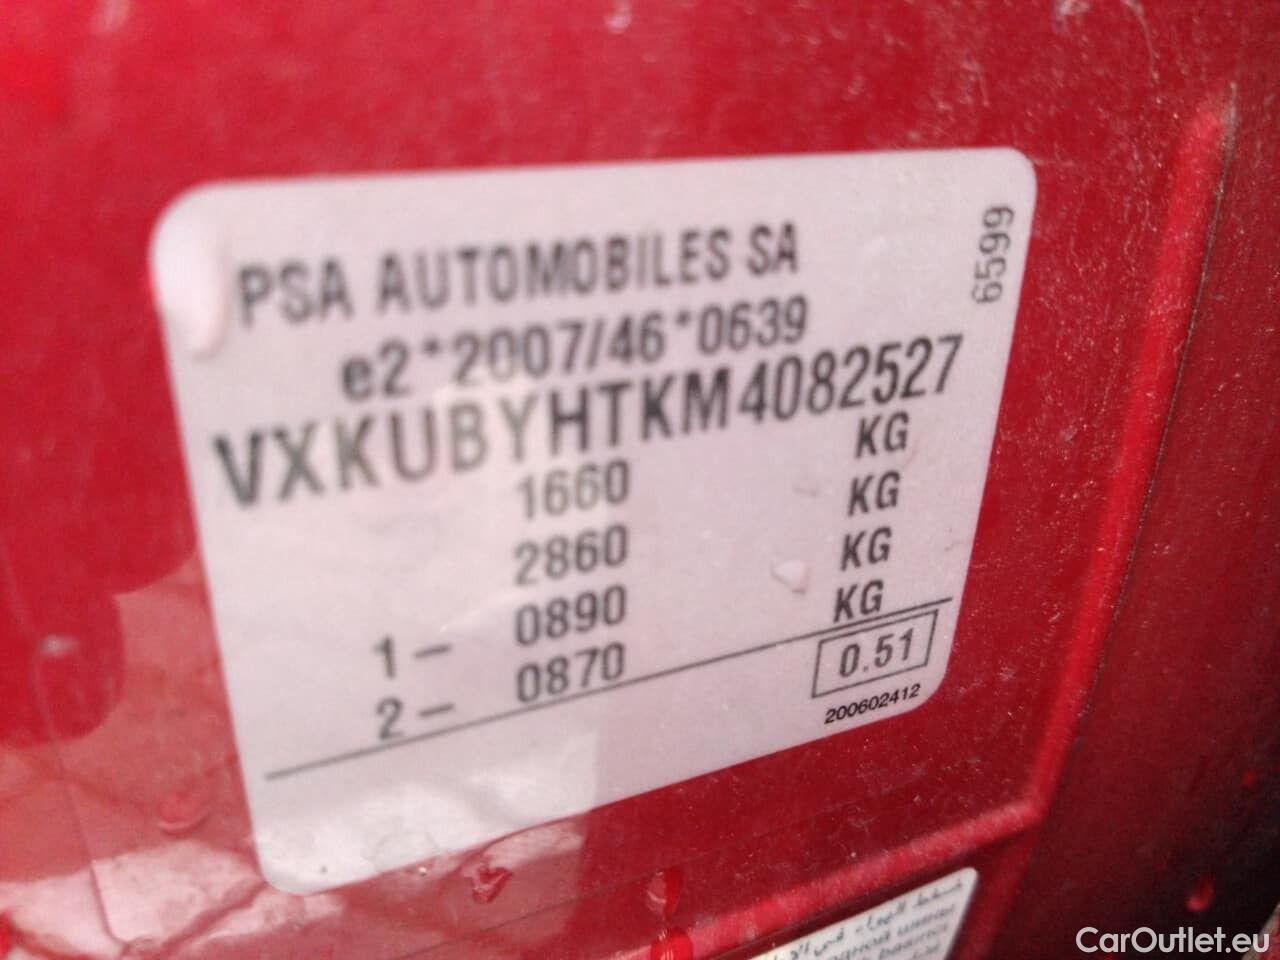 PSA AUTOMOBILES SA
6599
e2*2007/46*0639
VXKUBYHTKM4082527
1660 KG
2860 KG
1- 0890 KG
2- 0870 KG
0.51
200602412
CarOutlet.eu